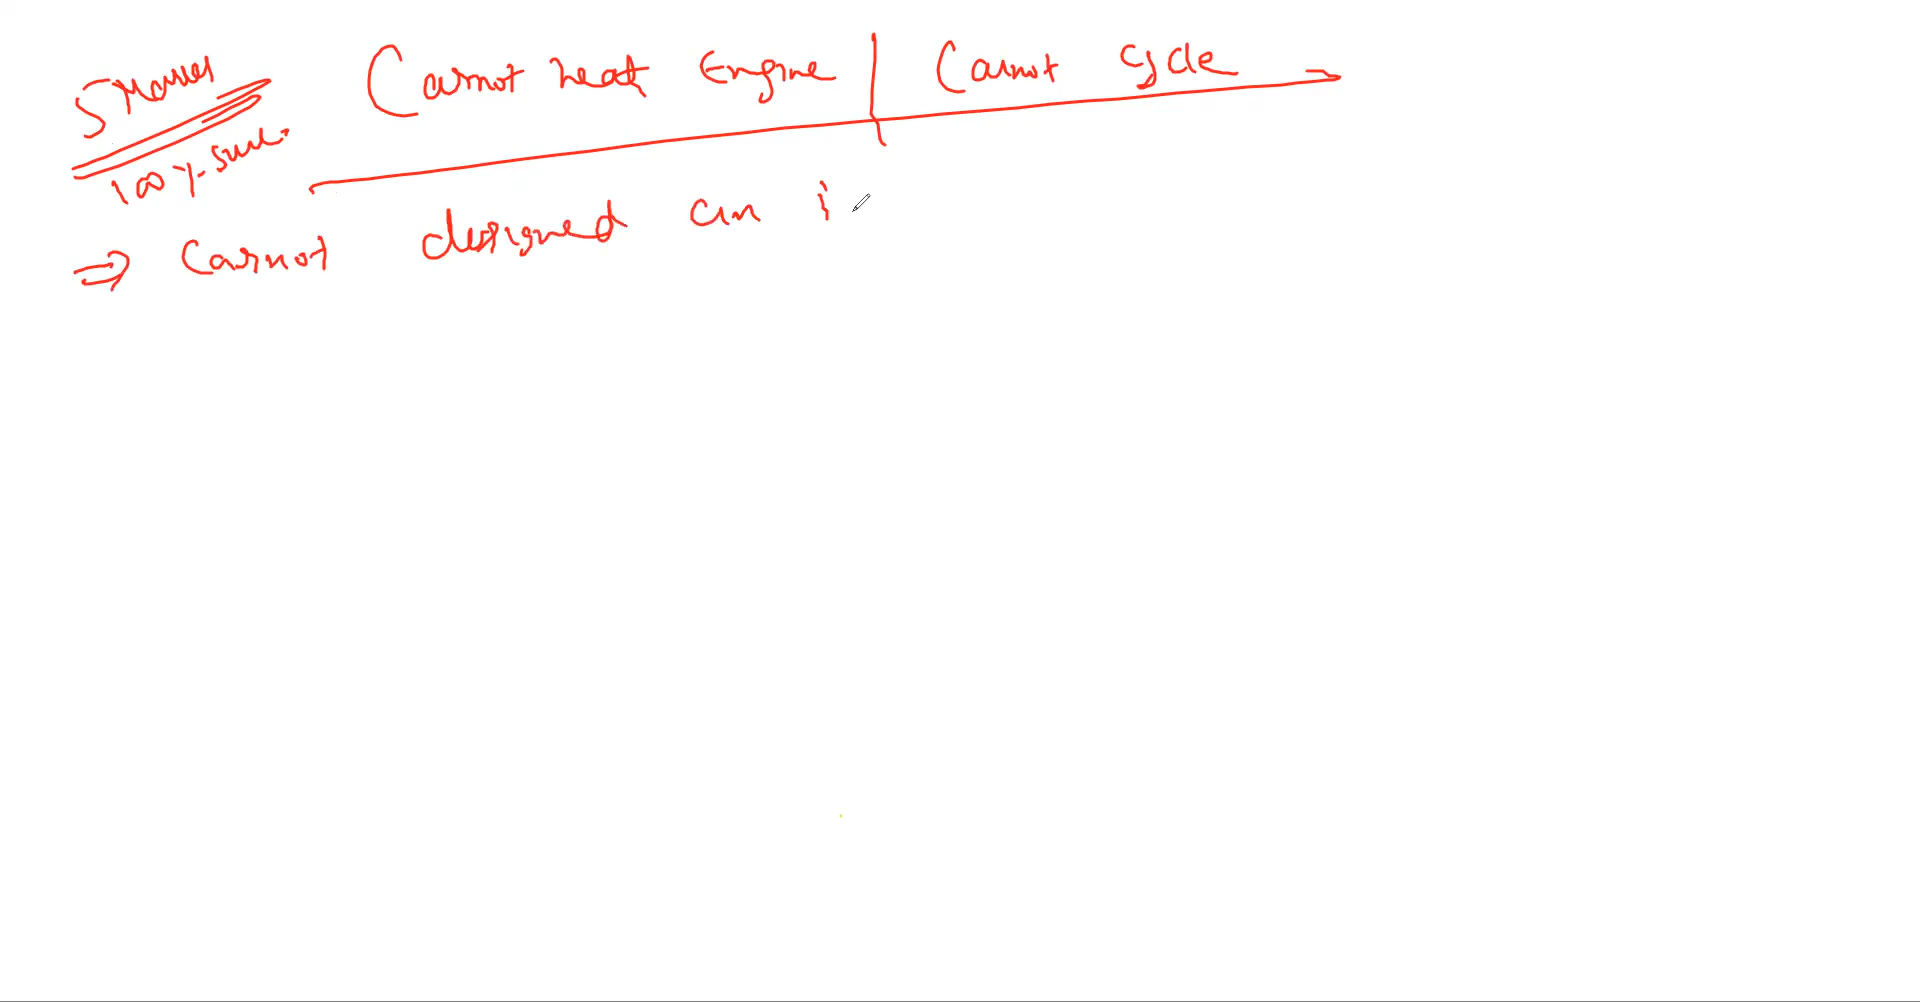 5 Marks
100% sure.
Carnot heat Engine | Carnot cycle
⇒ Carnot designed an i